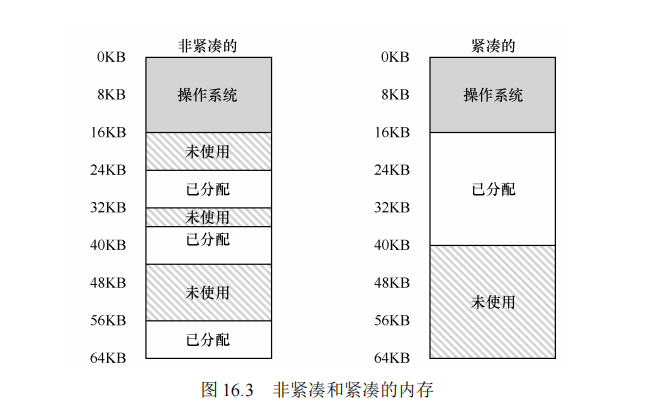 非紧凑的
0KB
8KB
16KB
24KB
32KB
40KB
48KB
56KB
64KB
操作系统
未使用
已分配
未使用
已分配
未使用
已分配
紧凑的
0KB
8KB
16KB
24KB
32KB
40KB
48KB
56KB
64KB
操作系统
已分配
未使用
图 16.3 非紧凑和紧凑的内存